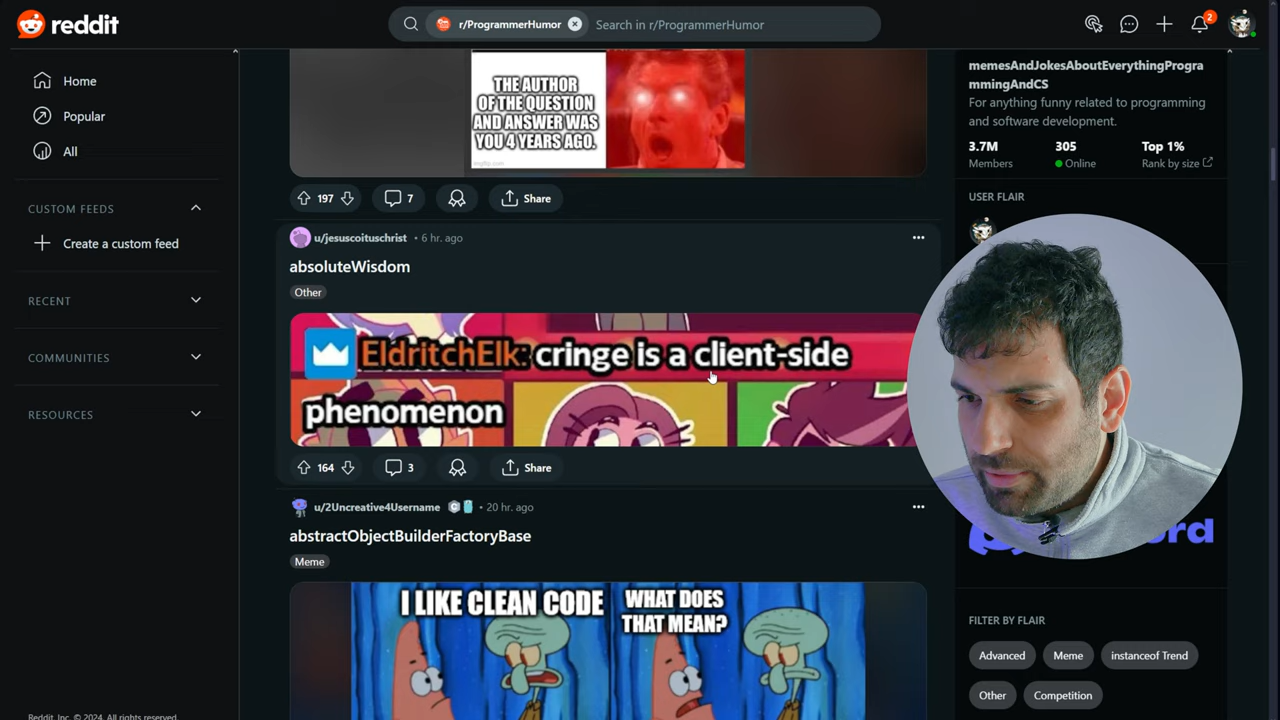 reddit
r/ProgrammerHumor
Search in r/ProgrammerHumor
2
Home
Popular
All
CUSTOM FEEDS
Create a custom feed
RECENT
COMMUNITIES
RESOURCES
Reddit, Inc. © 2024. All rights reserved.
THE AUTHOR
OF THE QUESTION
AND ANSWER WAS
YOU 4 YEARS AGO.
imgflip.com
197
7
Share
u/jesuscoituschrist • 6 hr. ago
absoluteWisdom
Other
EldritchElk: cringe is a client-side
phenomenon
164
3
Share
u/2Uncreative4Username • 20 hr. ago
abstractObjectBuilderFactoryBase
Meme
I LIKE CLEAN CODE
WHAT DOES
THAT MEAN?
memesAndJokesAboutEverythingProgra
mmingAndCS
For anything funny related to programming
and software development.
3.7M
Members
305
Online
Top 1%
Rank by size
USER FLAIR
FILTER BY FLAIR
Advanced
Meme
instanceof Trend
Other
Competition